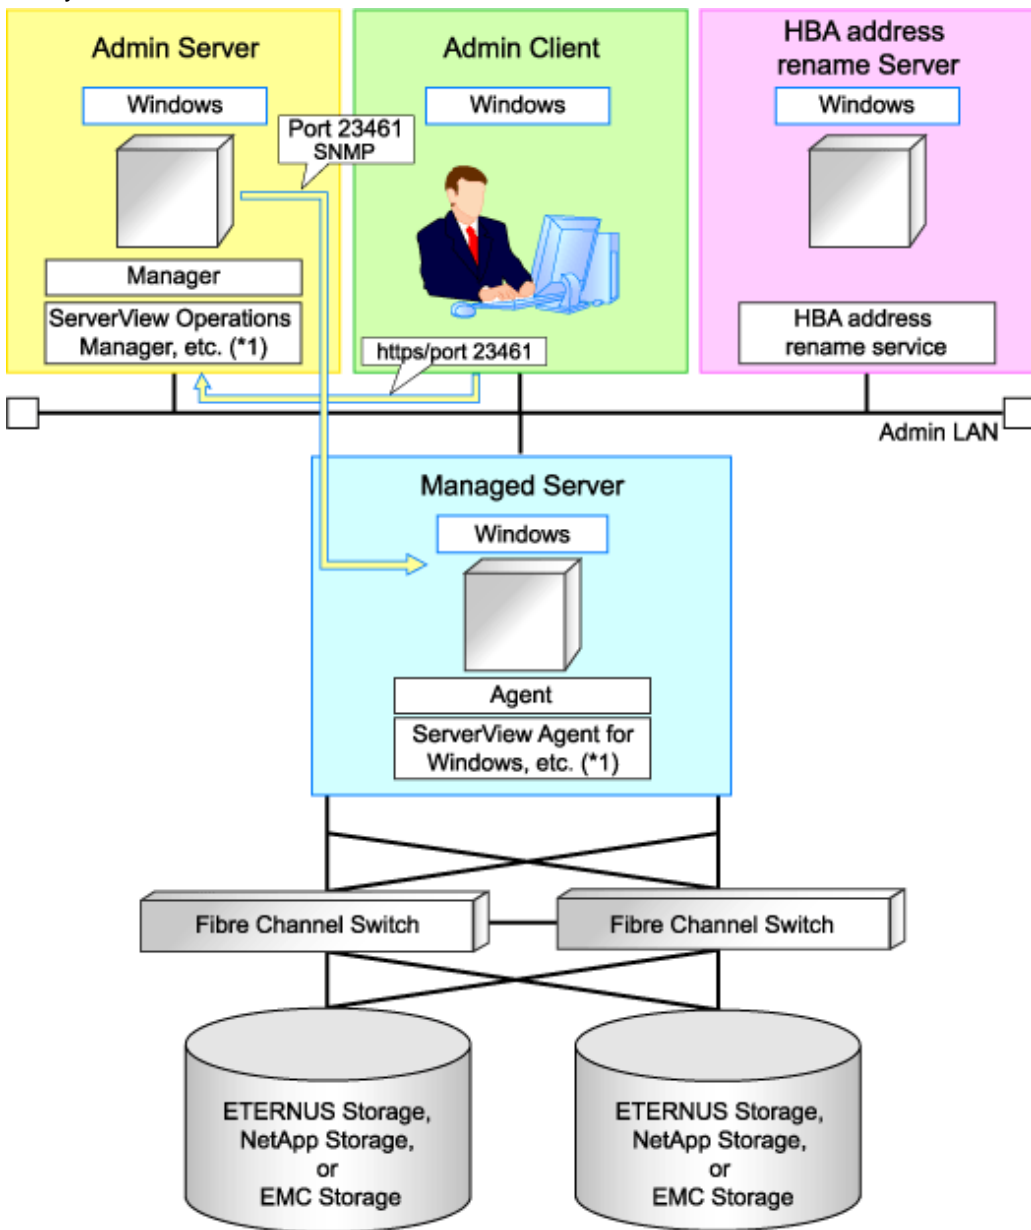 Admin Server
Windows
Manager
ServerView Operations
Manager, etc. (*1)
Port 23461
SNMP
Admin Client
Windows
https/port 23461
HBA address
rename Server
Windows
HBA address
rename service
Admin LAN
Managed Server
Windows
Agent
ServerView Agent for
Windows, etc. (*1)
Fibre Channel Switch
Fibre Channel Switch
ETERNUS Storage,
NetApp Storage,
or
EMC Storage
ETERNUS Storage,
NetApp Storage,
or
EMC Storage